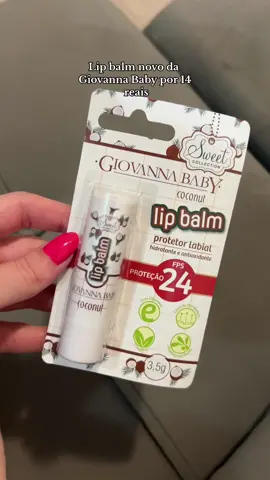 Lip balm novo da
Giovanna Baby por 14
reais
Sweet
COLLECTION
GIOVANNA BABY
coconut
lip balm
protetor labial
hidratante e antioxidante
FPS
PROTEÇÃO 24
lip balm
GIOVANNA BABY
coconut
3,5g